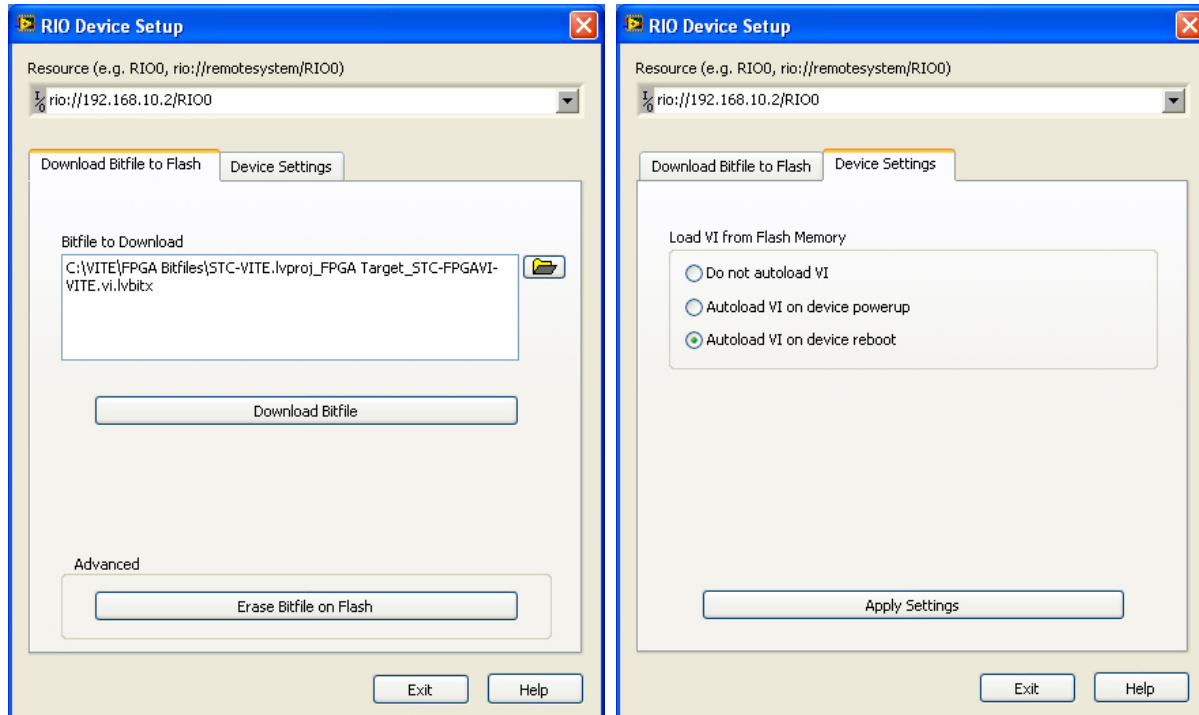 RIO Device Setup
Resource (e.g. RIO0, rio://remotesystem/RIO0)
I/0 rio://192.168.10.2/RIO0
Download Bitfile to Flash
Device Settings
Bitfile to Download
C:\VITE\FPGA Bitfiles\STC-VITE.lvproj_FPGA Target_STC-FPGAVI-
VITE.vi.lvbitx
Download Bitfile
Advanced
Erase Bitfile on Flash
Exit
Help
RIO Device Setup
Resource (e.g. RIO0, rio://remotesystem/RIO0)
I/0 rio://192.168.10.2/RIO0
Download Bitfile to Flash
Device Settings
Load VI from Flash Memory
Do not autoload VI
Autoload VI on device powerup
Autoload VI on device reboot
Apply Settings
Exit
Help